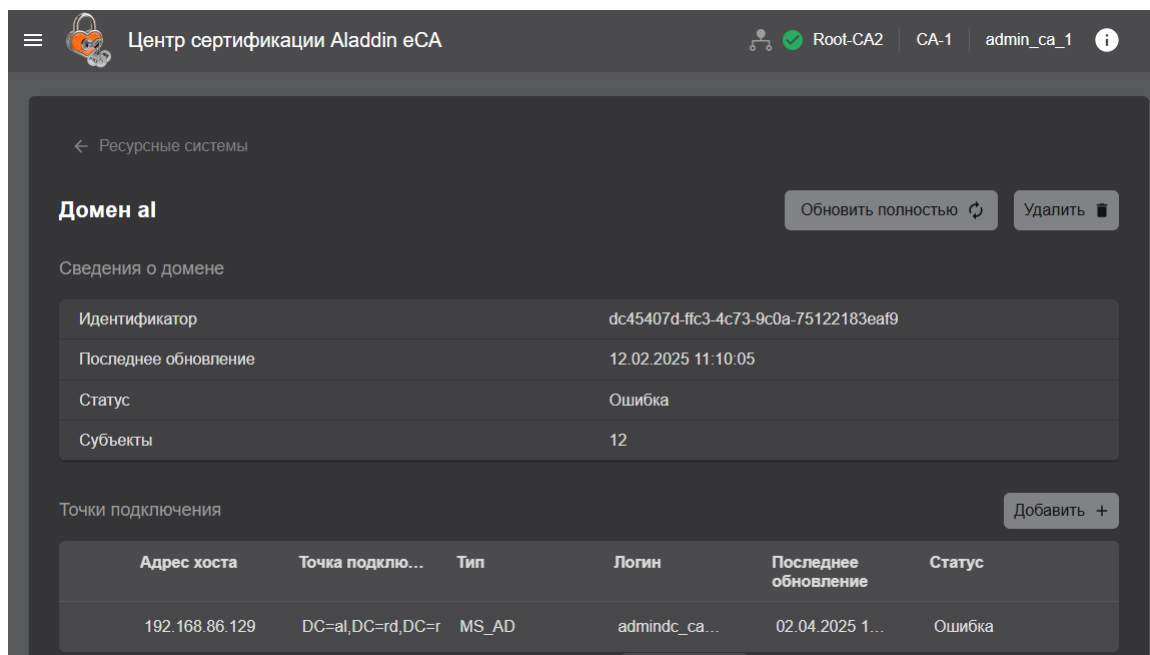 Центр сертификации Aladdin eCA Root-CA2 CA-1 admin_ca_1
Ресурсные системы
Домен al Обновить полностью Удалить
Сведения о домене
Идентификатор dc45407d-ffc3-4c73-9c0a-75122183eaf9
Последнее обновление 12.02.2025 11:10:05
Статус Ошибка
Субъекты 12
Точки подключения Добавить +
Адрес хоста Точка подклю... Тип Логин Последнее обновление Статус
192.168.86.129 DC=al,DC=rd,DC=r MS_AD admindc_ca... 02.04.2025 1... Ошибка